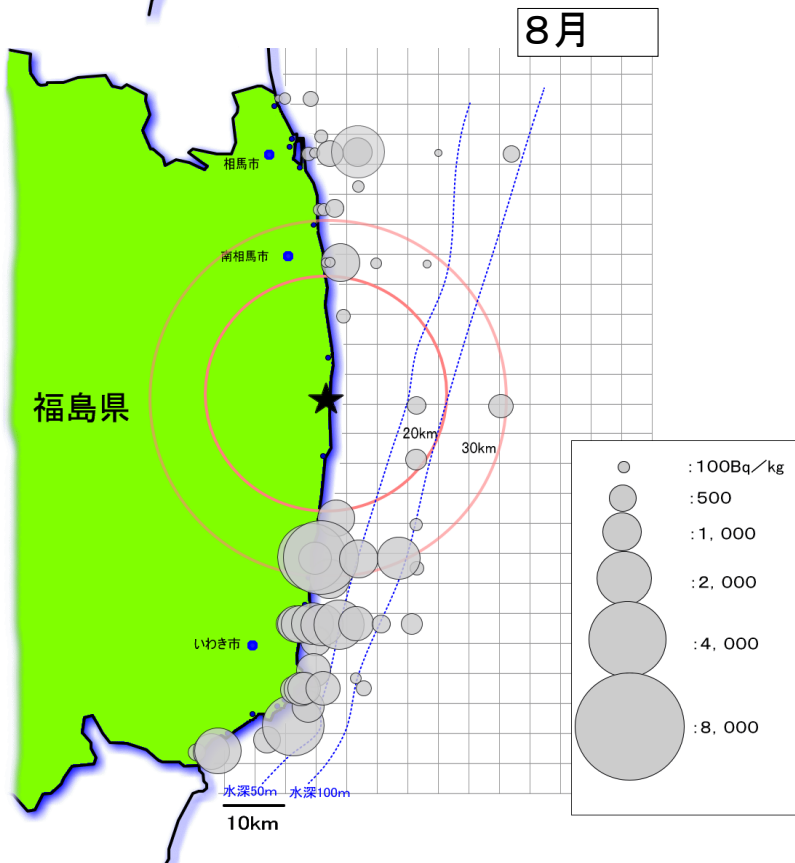 ８月
相馬市
南相馬市
福島県
20km
30km
いわき市
水深50m
水深100m
10km
：100Bq／kg
：500
：1，000
：2，000
：4，000
：8，000